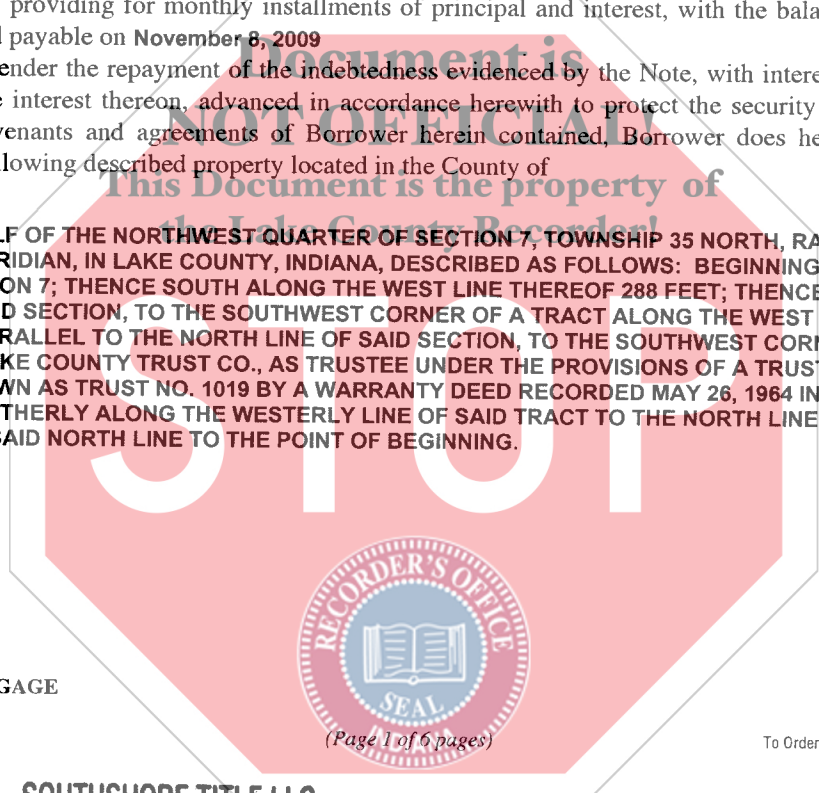 providing for monthly installments of principal and interest, with the bala
payable on November 8, 2009
Document is
ender the repayment of the indebtedness evidenced by the Note, with intere
e interest thereon, advanced in accordance herewith to protect the security
NOT OFFICIAL!
venants and agreements of Borrower herein contained, Borrower does he
llowing described property located in the County of
This Document is the property of
the Lake County Recorder!
LF OF THE NORTHWEST QUARTER OF SECTION 7, TOWNSHIP 35 NORTH, RA
RIDIAN, IN LAKE COUNTY, INDIANA, DESCRIBED AS FOLLOWS: BEGINNING
ON 7; THENCE SOUTH ALONG THE WEST LINE THEREOF 288 FEET; THENCE
D SECTION, TO THE SOUTHWEST CORNER OF A TRACT ALONG THE WEST
RALLEL TO THE NORTH LINE OF SAID SECTION, TO THE SOUTHWEST CORN
KE COUNTY TRUST CO., AS TRUSTEE UNDER THE PROVISIONS OF A TRUST
WN AS TRUST NO. 1019 BY A WARRANTY DEED RECORDED MAY 26, 1964 IN
THERLY ALONG THE WESTERLY LINE OF SAID TRACT TO THE NORTH LINE
SAID NORTH LINE TO THE POINT OF BEGINNING.
STOP
RECORDER'S OFFICE
SEAL
INDIANA
GAGE
(Page 1 of 6 pages)
To Order
SOUTHSHORE TITLE LLC